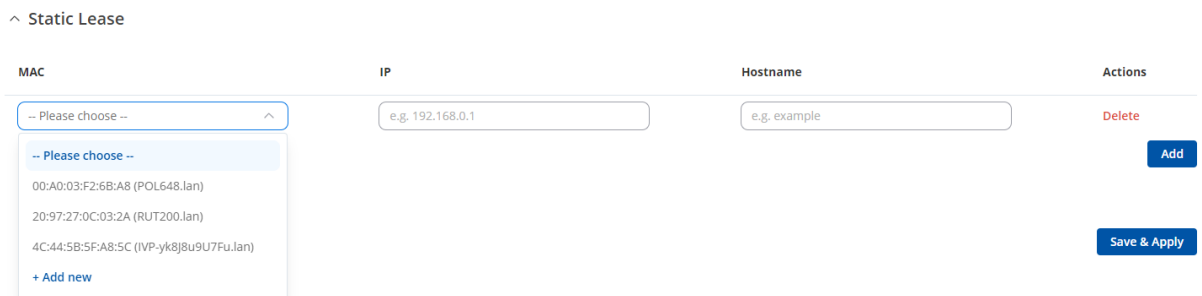 Static Lease
MAC IP Hostname Actions
-- Please choose -- e.g. 192.168.0.1 e.g. example Delete
-- Please choose --
Add
00:A0:03:F2:6B:A8 (POL648.lan)
20:97:27:0C:03:2A (RUT200.lan)
4C:44:5B:5F:A8:5C (IVP-yk8J8u9U7Fu.lan)
Save & Apply
+ Add new